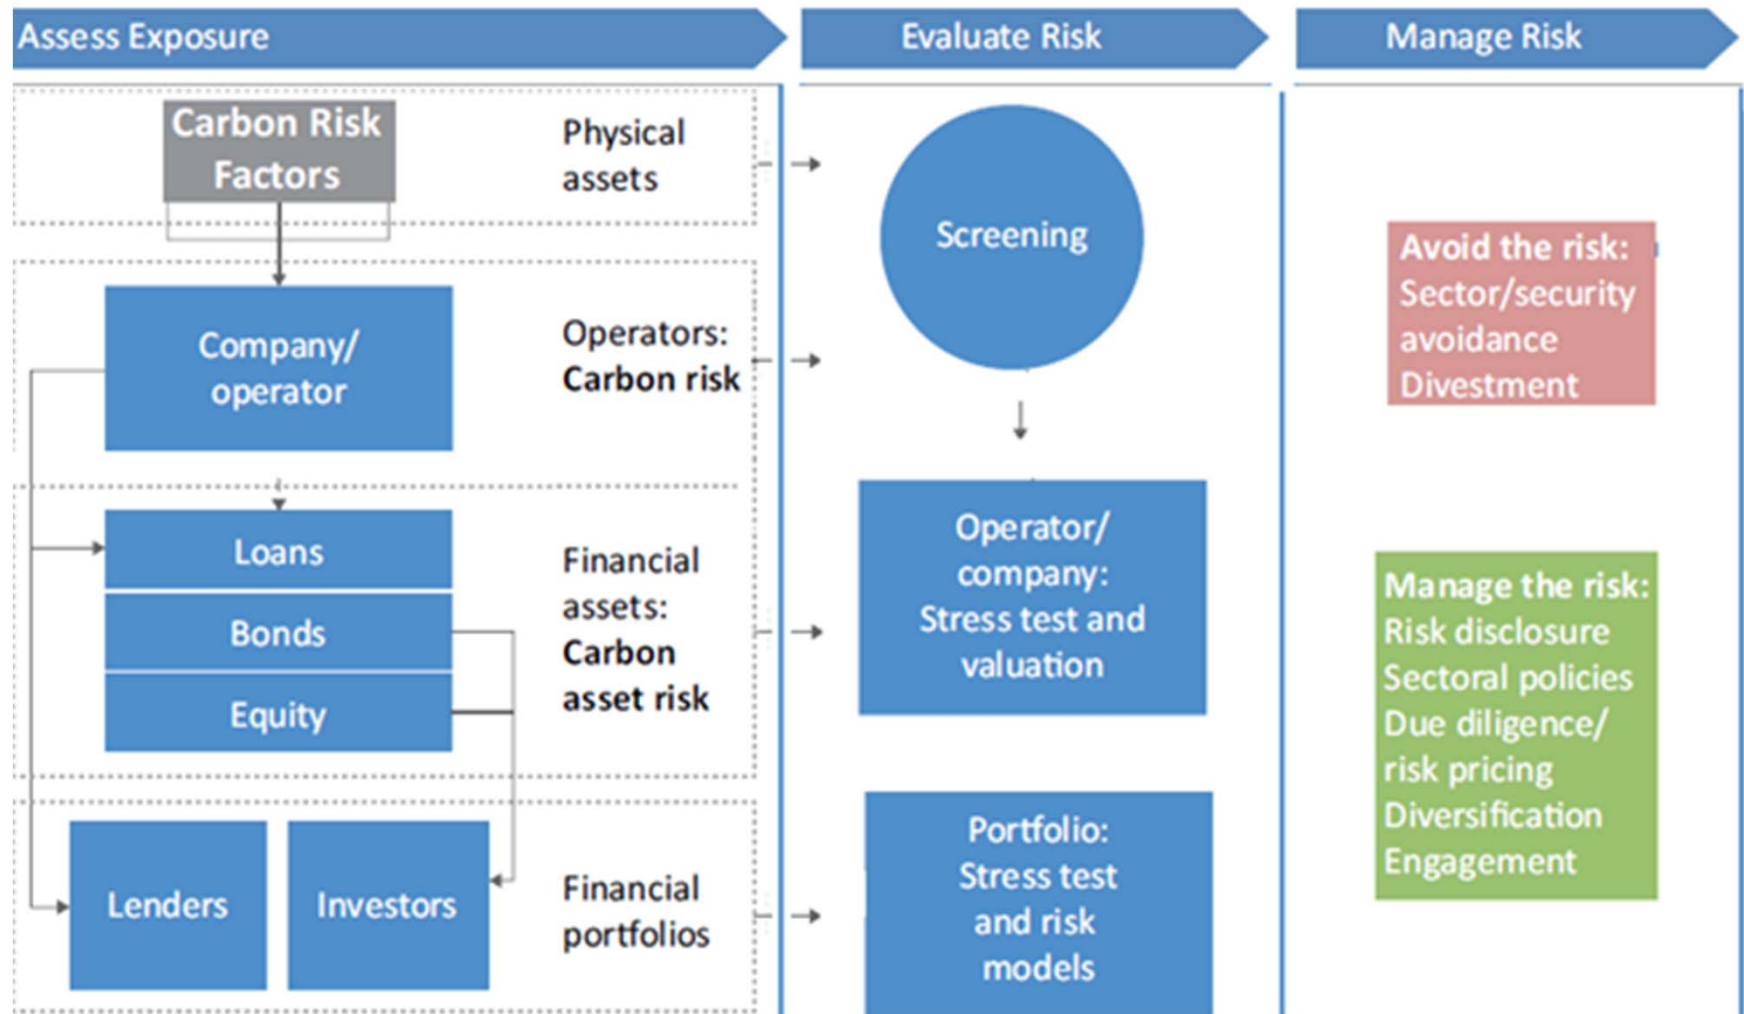 Assess Exposure
Evaluate Risk
Manage Risk
Carbon Risk
Factors
Physical
assets
Company/
operator
Operators:
Carbon risk
Loans
Bonds
Equity
Financial
assets:
Carbon
asset risk
Lenders
Investors
Financial
portfolios
Screening
Operator/
company:
Stress test and
valuation
Portfolio:
Stress test
and risk
models
Avoid the risk:
Sector/security
avoidance
Divestment
Manage the risk:
Risk disclosure
Sectoral policies
Due diligence/
risk pricing
Diversification
Engagement